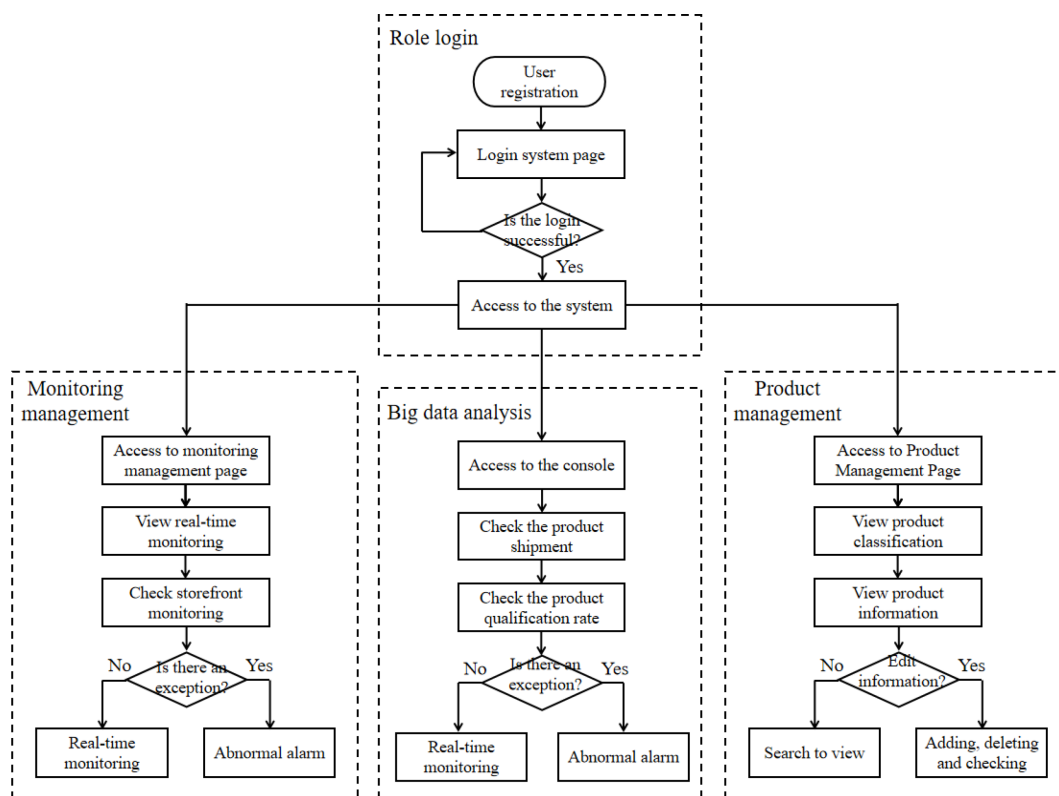 Role login
User
registration
Login system page
Is the login
successful?
Yes
Access to the system
Monitoring
management
Access to monitoring
management page
View real-time
monitoring
Check storefront
monitoring
No
Is there an
exception?
Yes
Real-time
monitoring
Abnormal alarm
Big data analysis
Access to the console
Check the product
shipment
Check the product
qualification rate
No
Is there an
exception?
Yes
Real-time
monitoring
Abnormal alarm
Product
management
Access to Product
Management Page
View product
classification
View product
information
No
Edit
information?
Yes
Search to view
Adding, deleting
and checking